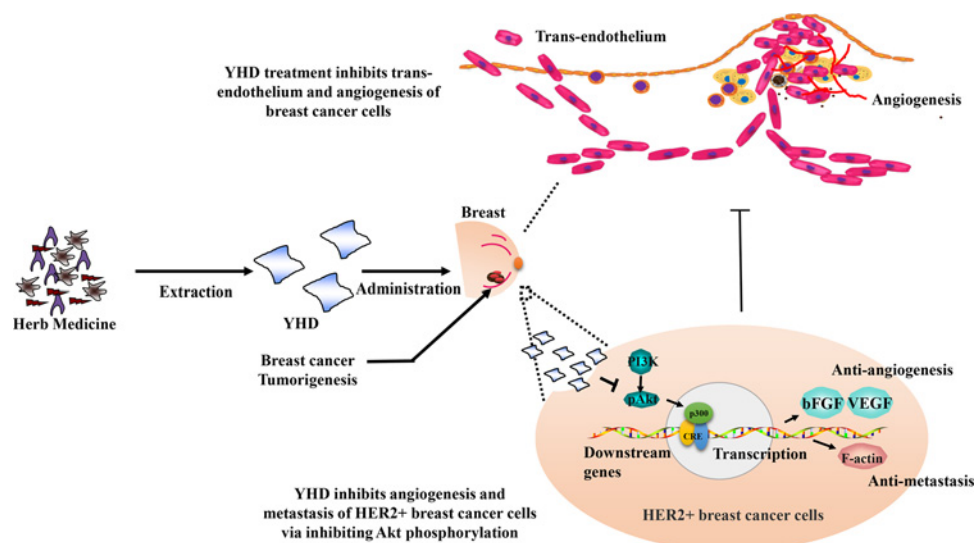 Trans-endothelium
YHD treatment inhibits trans-
endothelium and angiogenesis of
breast cancer cells
Angiogenesis
Breast
Herb Medicine
Extraction
YHD
Administration
Breast cancer
Tumorigenesis
PI3K
pAkt
p300
CRE
Downstream
genes
Transcription
Anti-angiogenesis
bFGF
VEGF
F-actin
Anti-metastasis
HER2+ breast cancer cells
YHD inhibits angiogenesis and
metastasis of HER2+ breast cancer cells
via inhibiting Akt phosphorylation